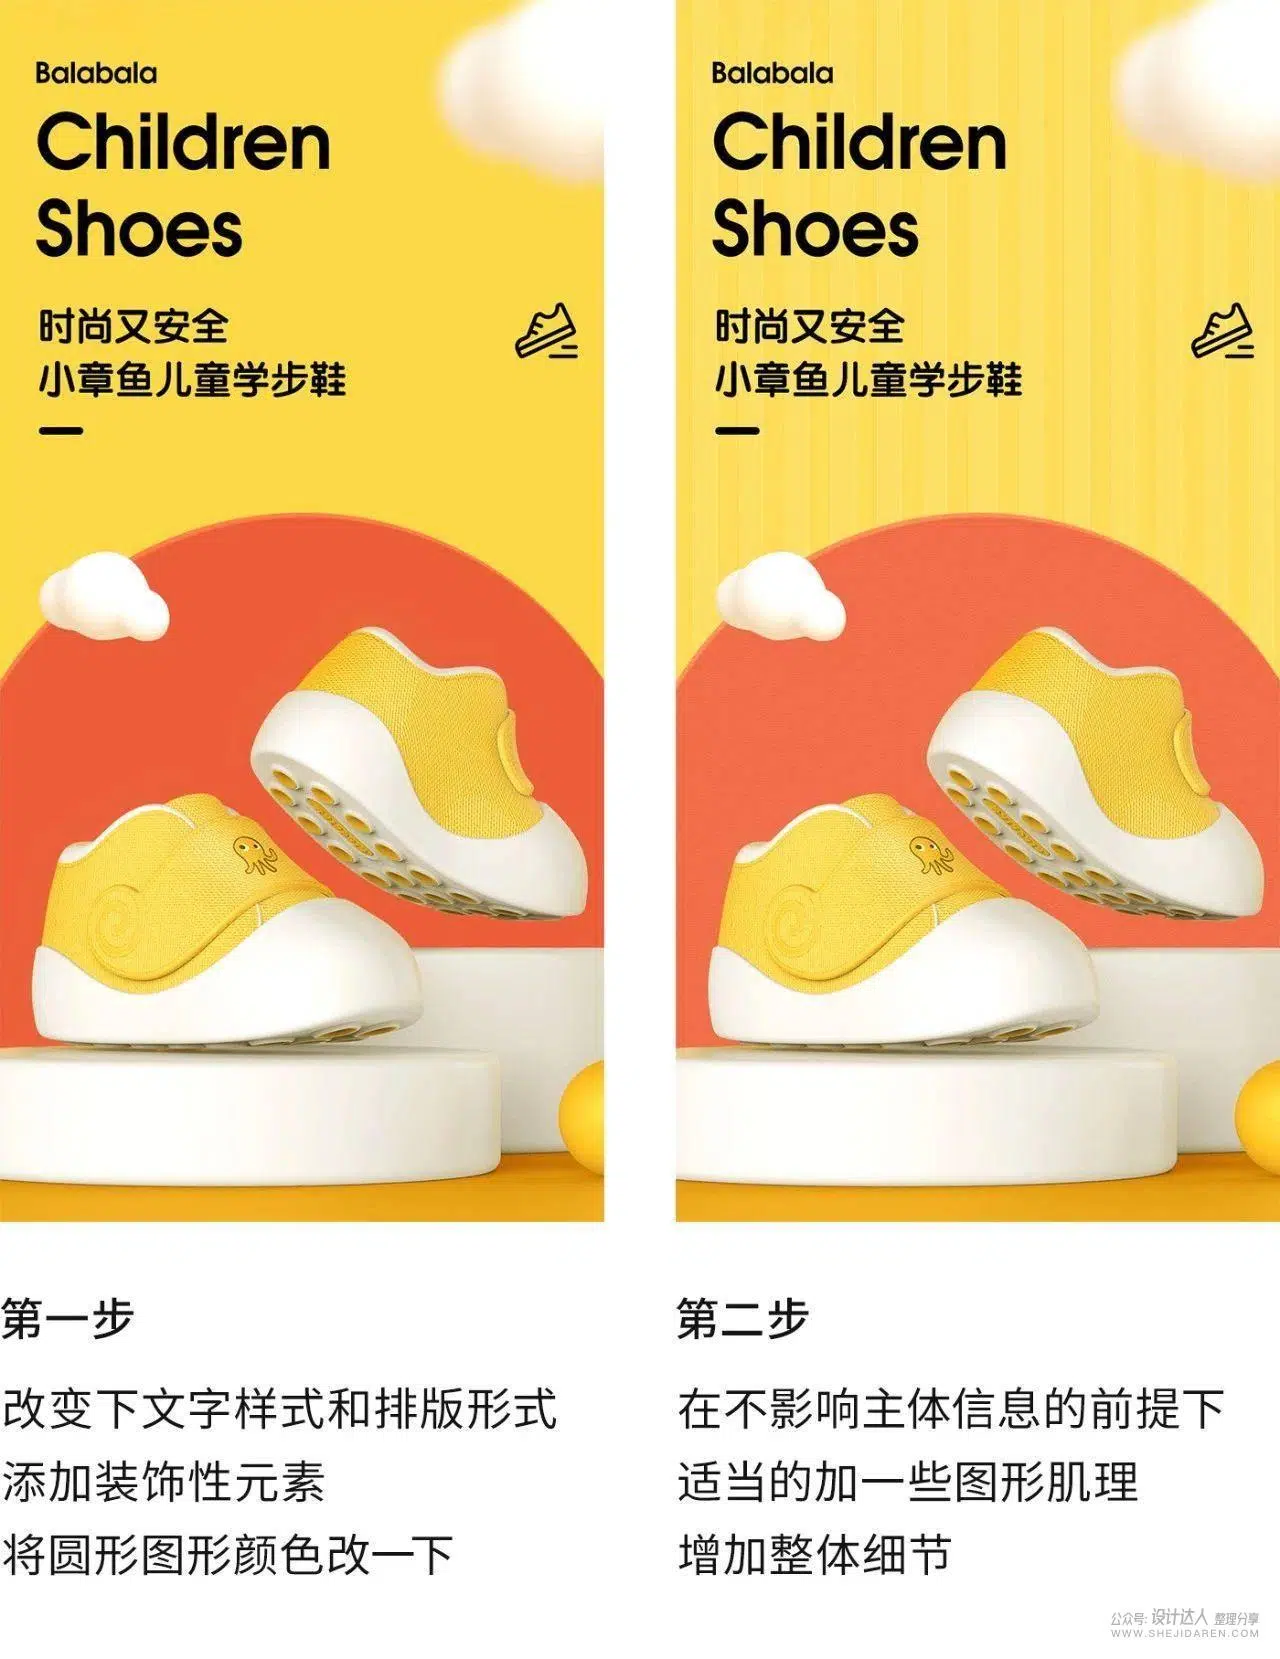 Balabala
Children
Shoes
时尚又安全
小章鱼儿童学步鞋
Balabala
Children
Shoes
时尚又安全
小章鱼儿童学步鞋
第一步
改变下文字样式和排版形式
添加装饰性元素
将圆形图形颜色改一下
第二步
在不影响主体信息的前提下
适当的加一些图形肌理
增加整体细节
公众号: 设计达人 整理分享
WWW.SHEJIDAREN.COM